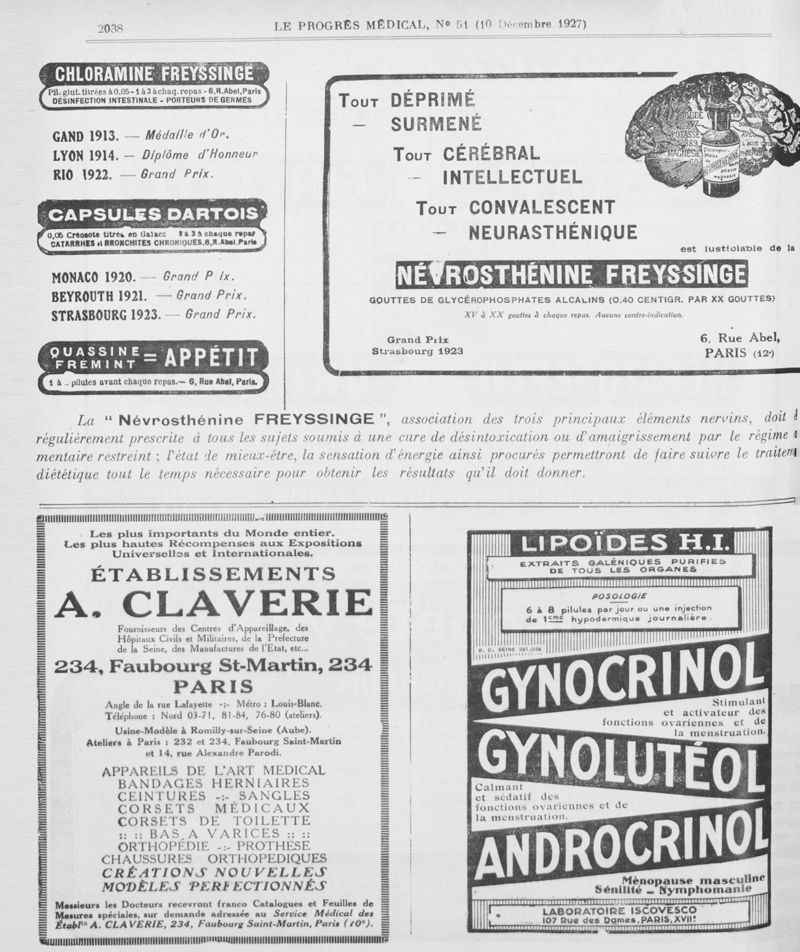 2038
LE PROGRÈS MÉDICAL, No 51 (10 Décembre 1927)
CHLORAMINE FREYSSINGE
Pil. glut. titrées à 0,05 - 1 à 3 à chaq. repas - 6, R. Abel, Paris
DÉSINFECTION INTESTINALE - PORTEURS DE GERMES
GAND 1913. — Médaille d'Or.
LYON 1914. — Diplôme d'Honneur
RIO 1922. — Grand Prix.
CAPSULES DARTOIS
0,05 Créosote titrée en Gaïacol 2 à 3 à chaque repas
CATARRHES et BRONCHITES CHRONIQUES, 6, R. Abel, Paris
MONACO 1920. — Grand P ix.
BEYROUTH 1921. — Grand Prix.
STRASBOURG 1923. — Grand Prix.
QUASSINE
FREMINT = APPÉTIT
1 à .. pilules avant chaque repas. — 6, Rue Abel, Paris.
TOUT DÉPRIMÉ
— SURMENÉ
TOUT CÉRÉBRAL
— INTELLECTUEL
TOUT CONVALESCENT
— NEURASTHÉNIQUE
est justiciable de la
NÉVROSTHÉNINE FREYSSINGE
GOUTTES DE GLYCÉROPHOSPHATES ALCALINS (0.40 CENTIGR. PAR XX GOUTTES)
XV à XX gouttes à chaque repas. Aucune contre-indication.
Grand Prix
Strasbourg 1923
6, Rue Abel,
PARIS (12e)
La “ Névrosthénine FREYSSINGE ”, association des trois principaux éléments nervins, doit
régulièrement prescrite à tous les sujets soumis à une cure de désintoxication ou d'amaigrissement par le régime
mentaire restreint ; l'état de mieux-être, la sensation d'énergie ainsi procurés permettront de faire suivre le traitem
diététique tout le temps nécessaire pour obtenir les résultats qu'il doit donner.
Les plus importants du Monde entier.
Les plus hautes Récompenses aux Expositions
Universelles et Internationales.
ÉTABLISSEMENTS
A. CLAVERIE
Fournisseurs des Centres d'Appareillage, des
Hôpitaux Civils et Militaires, de la Préfecture
de la Seine, des Manufactures de l'État, etc...
234, Faubourg St-Martin, 234
PARIS
Angle de la rue Lafayette -:- Métro : Louis-Blanc.
Téléphone : Nord 03-71, 81-84, 76-80 (ateliers).
Usine-Modèle à Romilly-sur-Seine (Aube).
Ateliers à Paris : 232 et 234, Faubourg Saint-Martin
et 14, rue Alexandre Parodi.
APPAREILS DE L'ART MEDICAL
BANDAGES HERNIAIRES
CEINTURES -:- SANGLES
CORSETS MÉDICAUX
CORSETS DE TOILETTE
:: :: BAS A VARICES :: ::
ORTHOPÉDIE -:- PROTHÈSE
CHAUSSURES ORTHOPEDIQUES
CRÉATIONS NOUVELLES
MODÈLES PERFECTIONNÉS
Messieurs les Docteurs recevront franco Catalogues et Feuilles de
Mesures spéciales, sur demande adressée au Service Médical des
Établts A. CLAVERIE, 234, Faubourg Saint-Martin, Paris (10e).
LIPOÏDES H.I.
EXTRAITS GALÉNIQUES PURIFIÉS
DE TOUS LES ORGANES
POSOLOGIE
6 à 8 pilules par jour ou une injection
de 1cmc hypodermique journalière.
R. C. SEINE 281.056
GYNOCRINOL
Stimulant
et activateur des
fonctions ovariennes et de
la menstruation.
GYNOLUTÉOL
Calmant
et sédatif des
fonctions ovariennes et de
la menstruation.
ANDROCRINOL
Ménopause masculine
Sénilité - Nymphomanie
LABORATOIRE ISCOVESCO
107 Rue des Dames, PARIS, XVII!